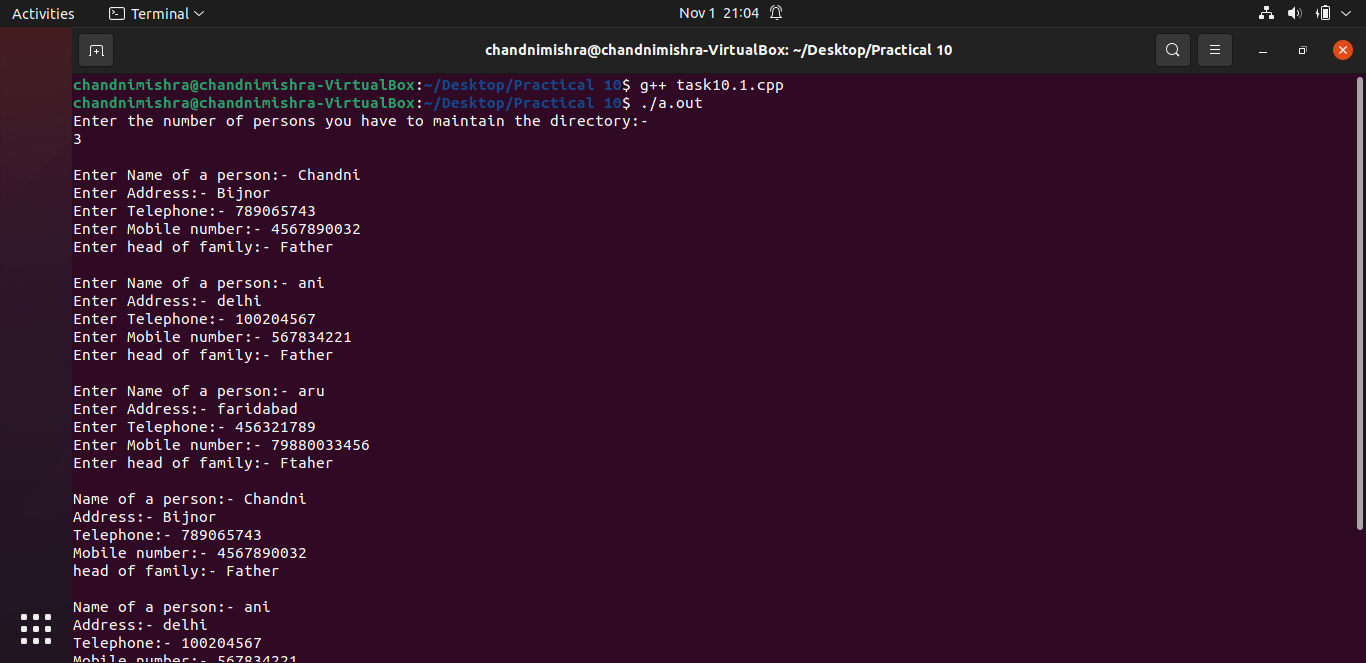 Activities
Terminal
Nov 1 21:04
chandnimishra@chandnimishra-VirtualBox: ~/Desktop/Practical 10
chandnimishra@chandnimishra-VirtualBox:~/Desktop/Practical 10$ g++ task10.1.cpp
chandnimishra@chandnimishra-VirtualBox:~/Desktop/Practical 10$ ./a.out
Enter the number of persons you have to maintain the directory:-
3
Enter Name of a person:- Chandni
Enter Address:- Bijnor
Enter Telephone:- 789065743
Enter Mobile number:- 4567890032
Enter head of family:- Father
Enter Name of a person:- ani
Enter Address:- delhi
Enter Telephone:- 100204567
Enter Mobile number:- 567834221
Enter head of family:- Father
Enter Name of a person:- aru
Enter Address:- faridabad
Enter Telephone:- 456321789
Enter Mobile number:- 79880033456
Enter head of family:- Ftaher
Name of a person:- Chandni
Address:- Bijnor
Telephone:- 789065743
Mobile number:- 4567890032
head of family:- Father
Name of a person:- ani
Address:- delhi
Telephone:- 100204567
Mobile number:- 567834221